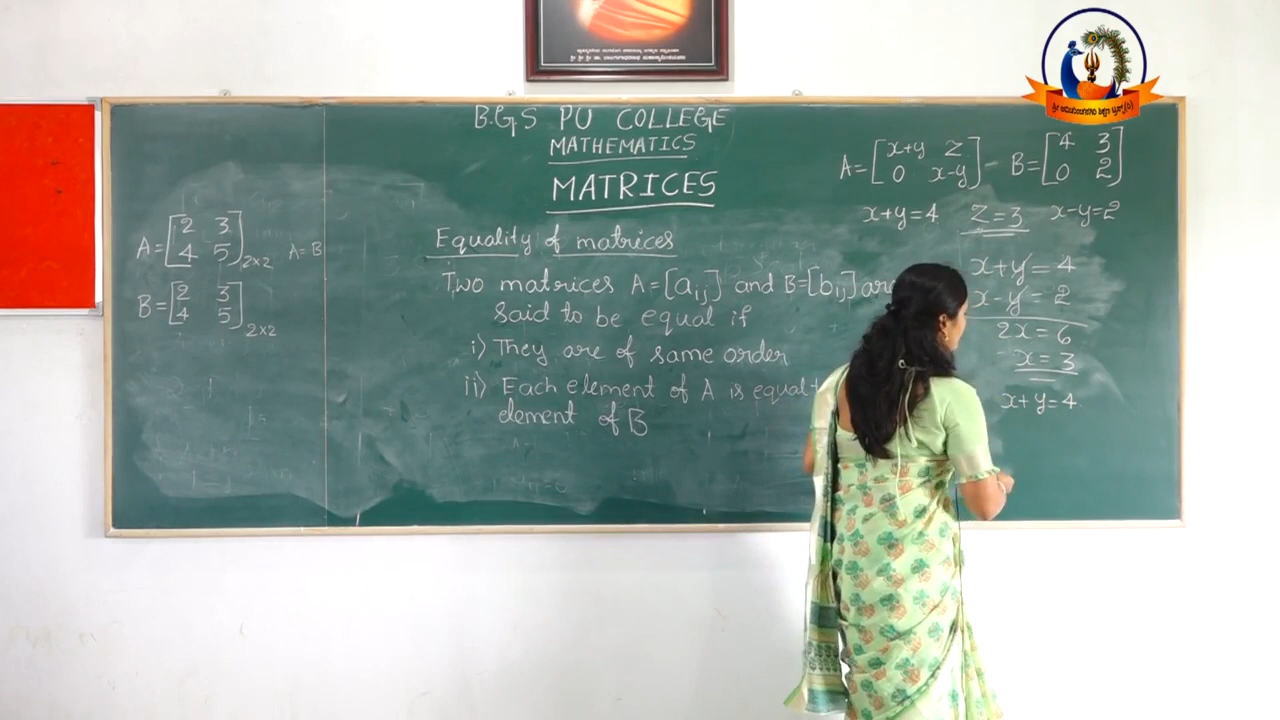 B.G.S PU COLLEGE
MATHEMATICS
MATRICES
A=[2 3
4 5]2×2 A=B
B=[2 3
4 5]2×2
Equality of matrices
Two matrices A=[aij] and B=[bij] are
said to be equal if
i) They are of same order
ii) Each element of A is equal
element of B
A=[x+y z
0 x-y]
B=[4 3
0 2]
x+y=4 z=3 x-y=2
x+y=4
x-y=2
2x=6
x=3
x+y=4